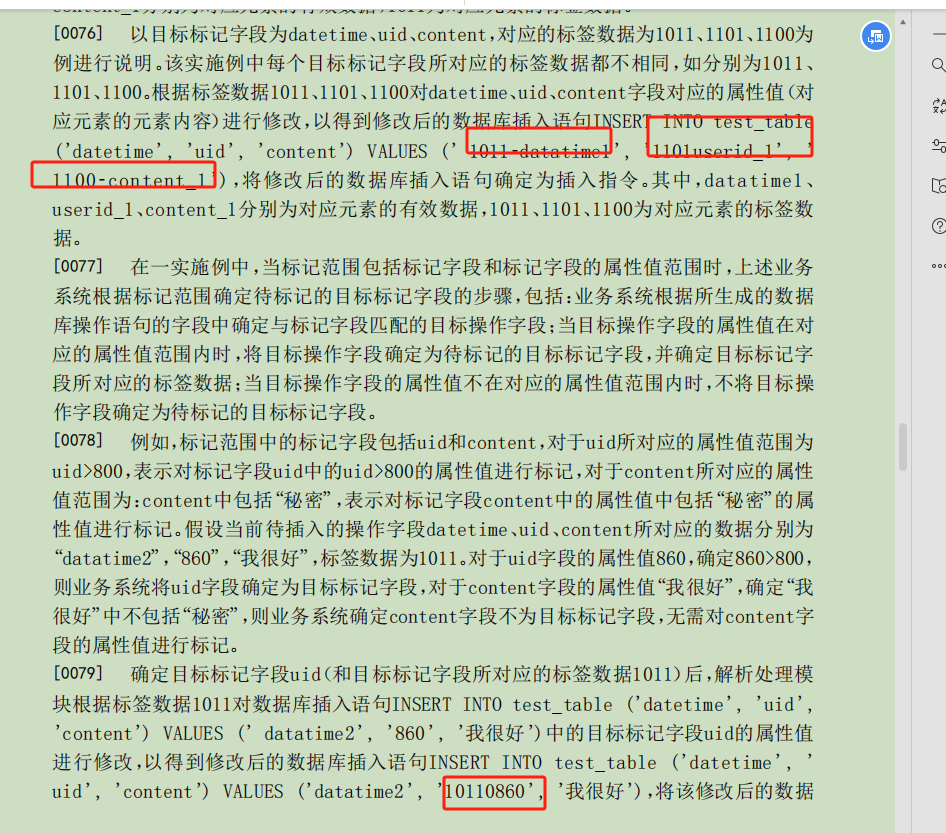 [0076] 以目标标记字段为datetime、uid、content,对应的标签数据为1011、1101、1100为
例进行说明。该实施例中每个目标标记字段所对应的标签数据都不相同,如分别为1011、
1101、1100。根据标签数据1011、1101、1100对datetime、uid、content字段对应的属性值(对
应元素的元素内容)进行修改,以得到修改后的数据库插入语句INSERT INTO test_table
('datetime', 'uid', 'content') VALUES (' 1011-datatime1', '1101userid_1', '
1100-content_1'),将修改后的数据库插入语句确定为插入指令。其中,datatime1、
userid_1、content_1分别为对应元素的有效数据,1011、1101、1100为对应元素的标签数
据。
[0077] 在一实施例中,当标记范围包括标记字段和标记字段的属性值范围时,上述业务
系统根据标记范围确定待标记的目标标记字段的步骤,包括:业务系统根据所生成的数据
库操作语句的字段中确定与标记字段匹配的目标操作字段;当目标操作字段的属性值在对
应的属性值范围内时,将目标操作字段确定为待标记的目标标记字段,并确定目标标记字
段所对应的标签数据;当目标操作字段的属性值不在对应的属性值范围内时,不将目标操
作字段确定为待标记的目标标记字段。
[0078] 例如,标记范围中的标记字段包括uid和content,对于uid所对应的属性值范围为
uid>800,表示对标记字段uid中的uid>800的属性值进行标记,对于content所对应的属性
值范围为:content中包括“秘密”,表示对标记字段content中的属性值中包括“秘密”的属
性值进行标记。假设当前待插入的操作字段datetime、uid、content所对应的数据分别为
“datatime2”,“860”,“我很好”,标签数据为1011。对于uid字段的属性值860,确定860>800,
则业务系统将uid字段确定为目标标记字段,对于content字段的属性值“我很好”,确定“我
很好”中不包括“秘密”,则业务系统确定content字段不为目标标记字段,无需对content字
段的属性值进行标记。
[0079] 确定目标标记字段uid(和目标标记字段所对应的标签数据1011)后,解析处理模
块根据标签数据1011对数据库插入语句INSERT INTO test_table ('datetime', 'uid',
'content') VALUES (' datatime2', '860', '我很好')中的目标标记字段uid的属性值
进行修改,以得到修改后的数据库插入语句INSERT INTO test_table ('datetime', '
uid', 'content') VALUES ('datatime2', '10110860', '我很好'),将该修改后的数据